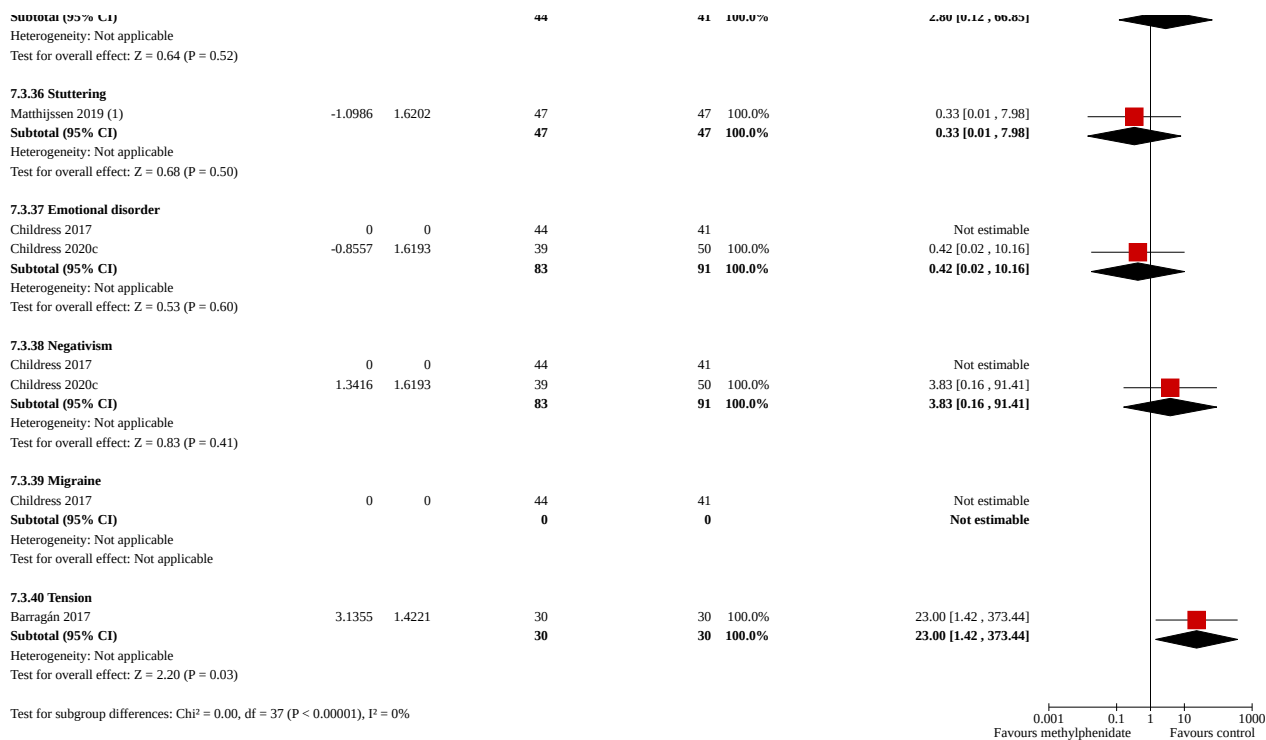 Subtotal (95% CI) 44 41 100.0% 2.80 [0.12 , 66.85]
Heterogeneity: Not applicable
Test for overall effect: Z = 0.64 (P = 0.52)
7.3.36 Stuttering
Matthijssen 2019 (1) -1.0986 1.6202 47 47 100.0% 0.33 [0.01 , 7.98]
Subtotal (95% CI) 47 47 100.0% 0.33 [0.01 , 7.98]
Heterogeneity: Not applicable
Test for overall effect: Z = 0.68 (P = 0.50)
7.3.37 Emotional disorder
Childress 2017 0 0 44 41 Not estimable
Childress 2020c -0.8557 1.6193 39 50 100.0% 0.42 [0.02 , 10.16]
Subtotal (95% CI) 83 91 100.0% 0.42 [0.02 , 10.16]
Heterogeneity: Not applicable
Test for overall effect: Z = 0.53 (P = 0.60)
7.3.38 Negativism
Childress 2017 0 0 44 41 Not estimable
Childress 2020c 1.3416 1.6193 39 50 100.0% 3.83 [0.16 , 91.41]
Subtotal (95% CI) 83 91 100.0% 3.83 [0.16 , 91.41]
Heterogeneity: Not applicable
Test for overall effect: Z = 0.83 (P = 0.41)
7.3.39 Migraine
Childress 2017 0 0 44 41 Not estimable
Subtotal (95% CI) 0 0 Not estimable
Heterogeneity: Not applicable
Test for overall effect: Not applicable
7.3.40 Tension
Barragán 2017 3.1355 1.4221 30 30 100.0% 23.00 [1.42 , 373.44]
Subtotal (95% CI) 30 30 100.0% 23.00 [1.42 , 373.44]
Heterogeneity: Not applicable
Test for overall effect: Z = 2.20 (P = 0.03)
Test for subgroup differences: Chi² = 0.00, df = 37 (P < 0.00001), I² = 0%
0.001 0.1 1 10 1000
Favours methylphenidate Favours control